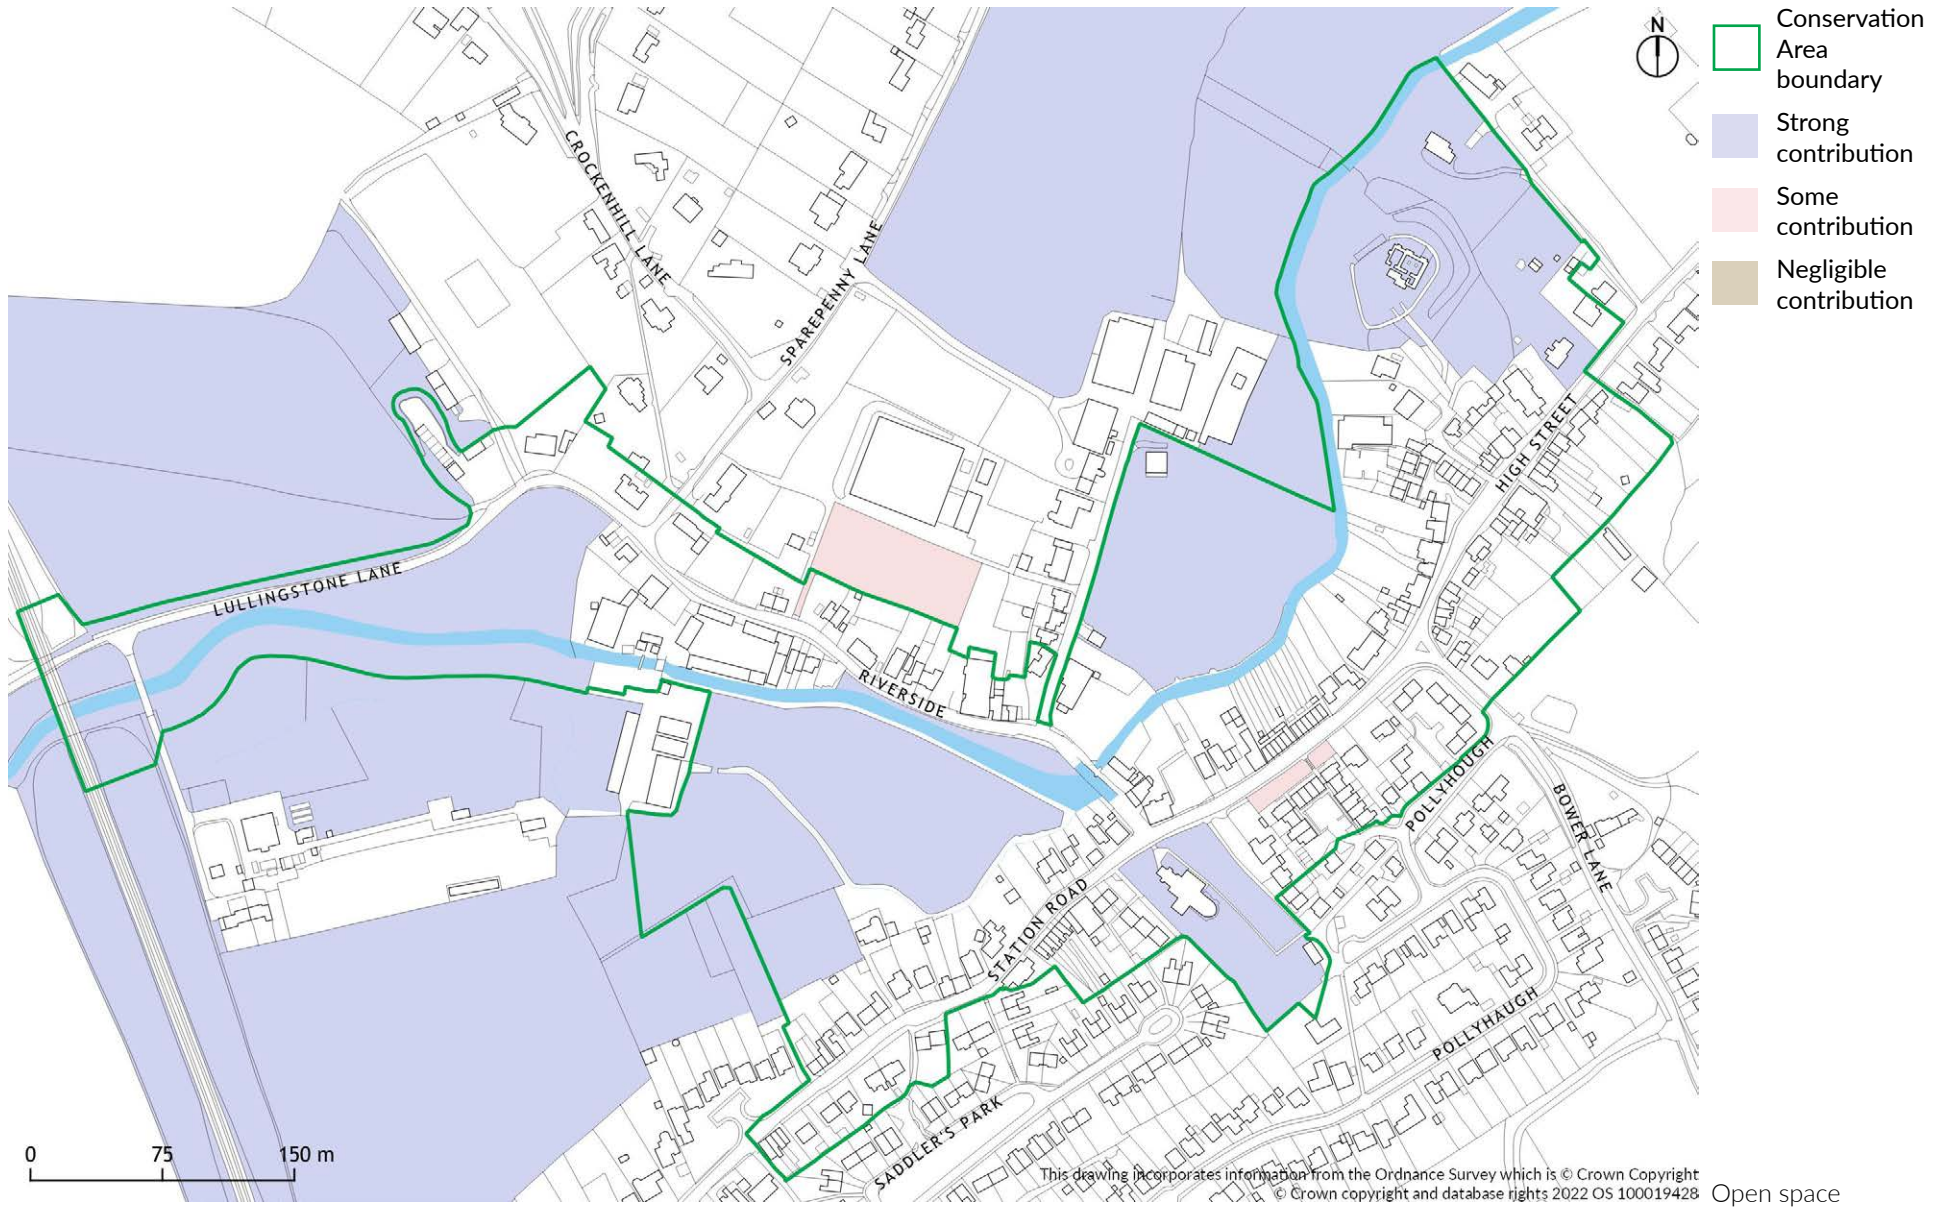 Conservation
Area
boundary
Strong
contribution
Some
contribution
Negligible
contribution
N
CROCKENHILL LANE
SPAREPENNY LANE
HIGH STREET
LULLINGSTONE LANE
RIVERSIDE
POLLYHOUGH
BOWER LANE
STATION ROAD
POLLYHAUGH
SADDLER'S PARK
0 75 150 m
This drawing incorporates information from the Ordnance Survey which is © Crown Copyright
© Crown copyright and database rights 2022 OS 100019428
Open space